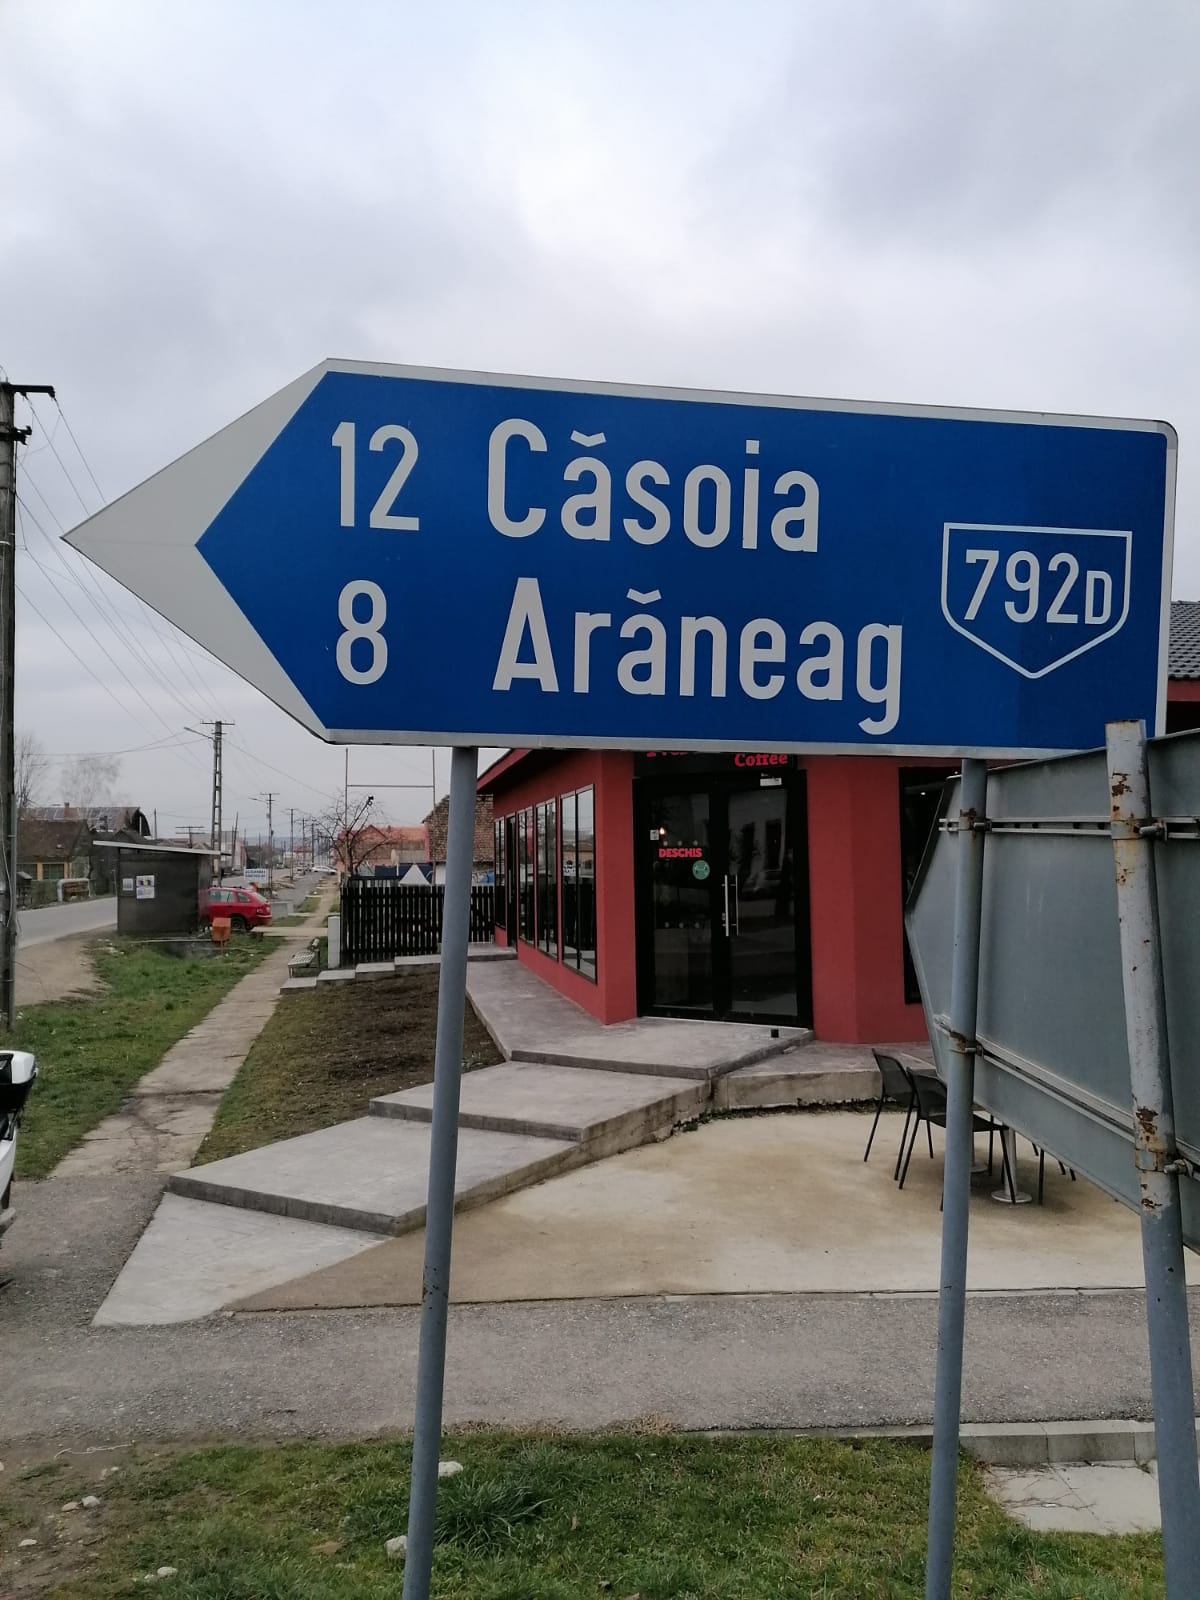 12 Căsoia
8 Arăneag
792D
Coffee
DESCHIS